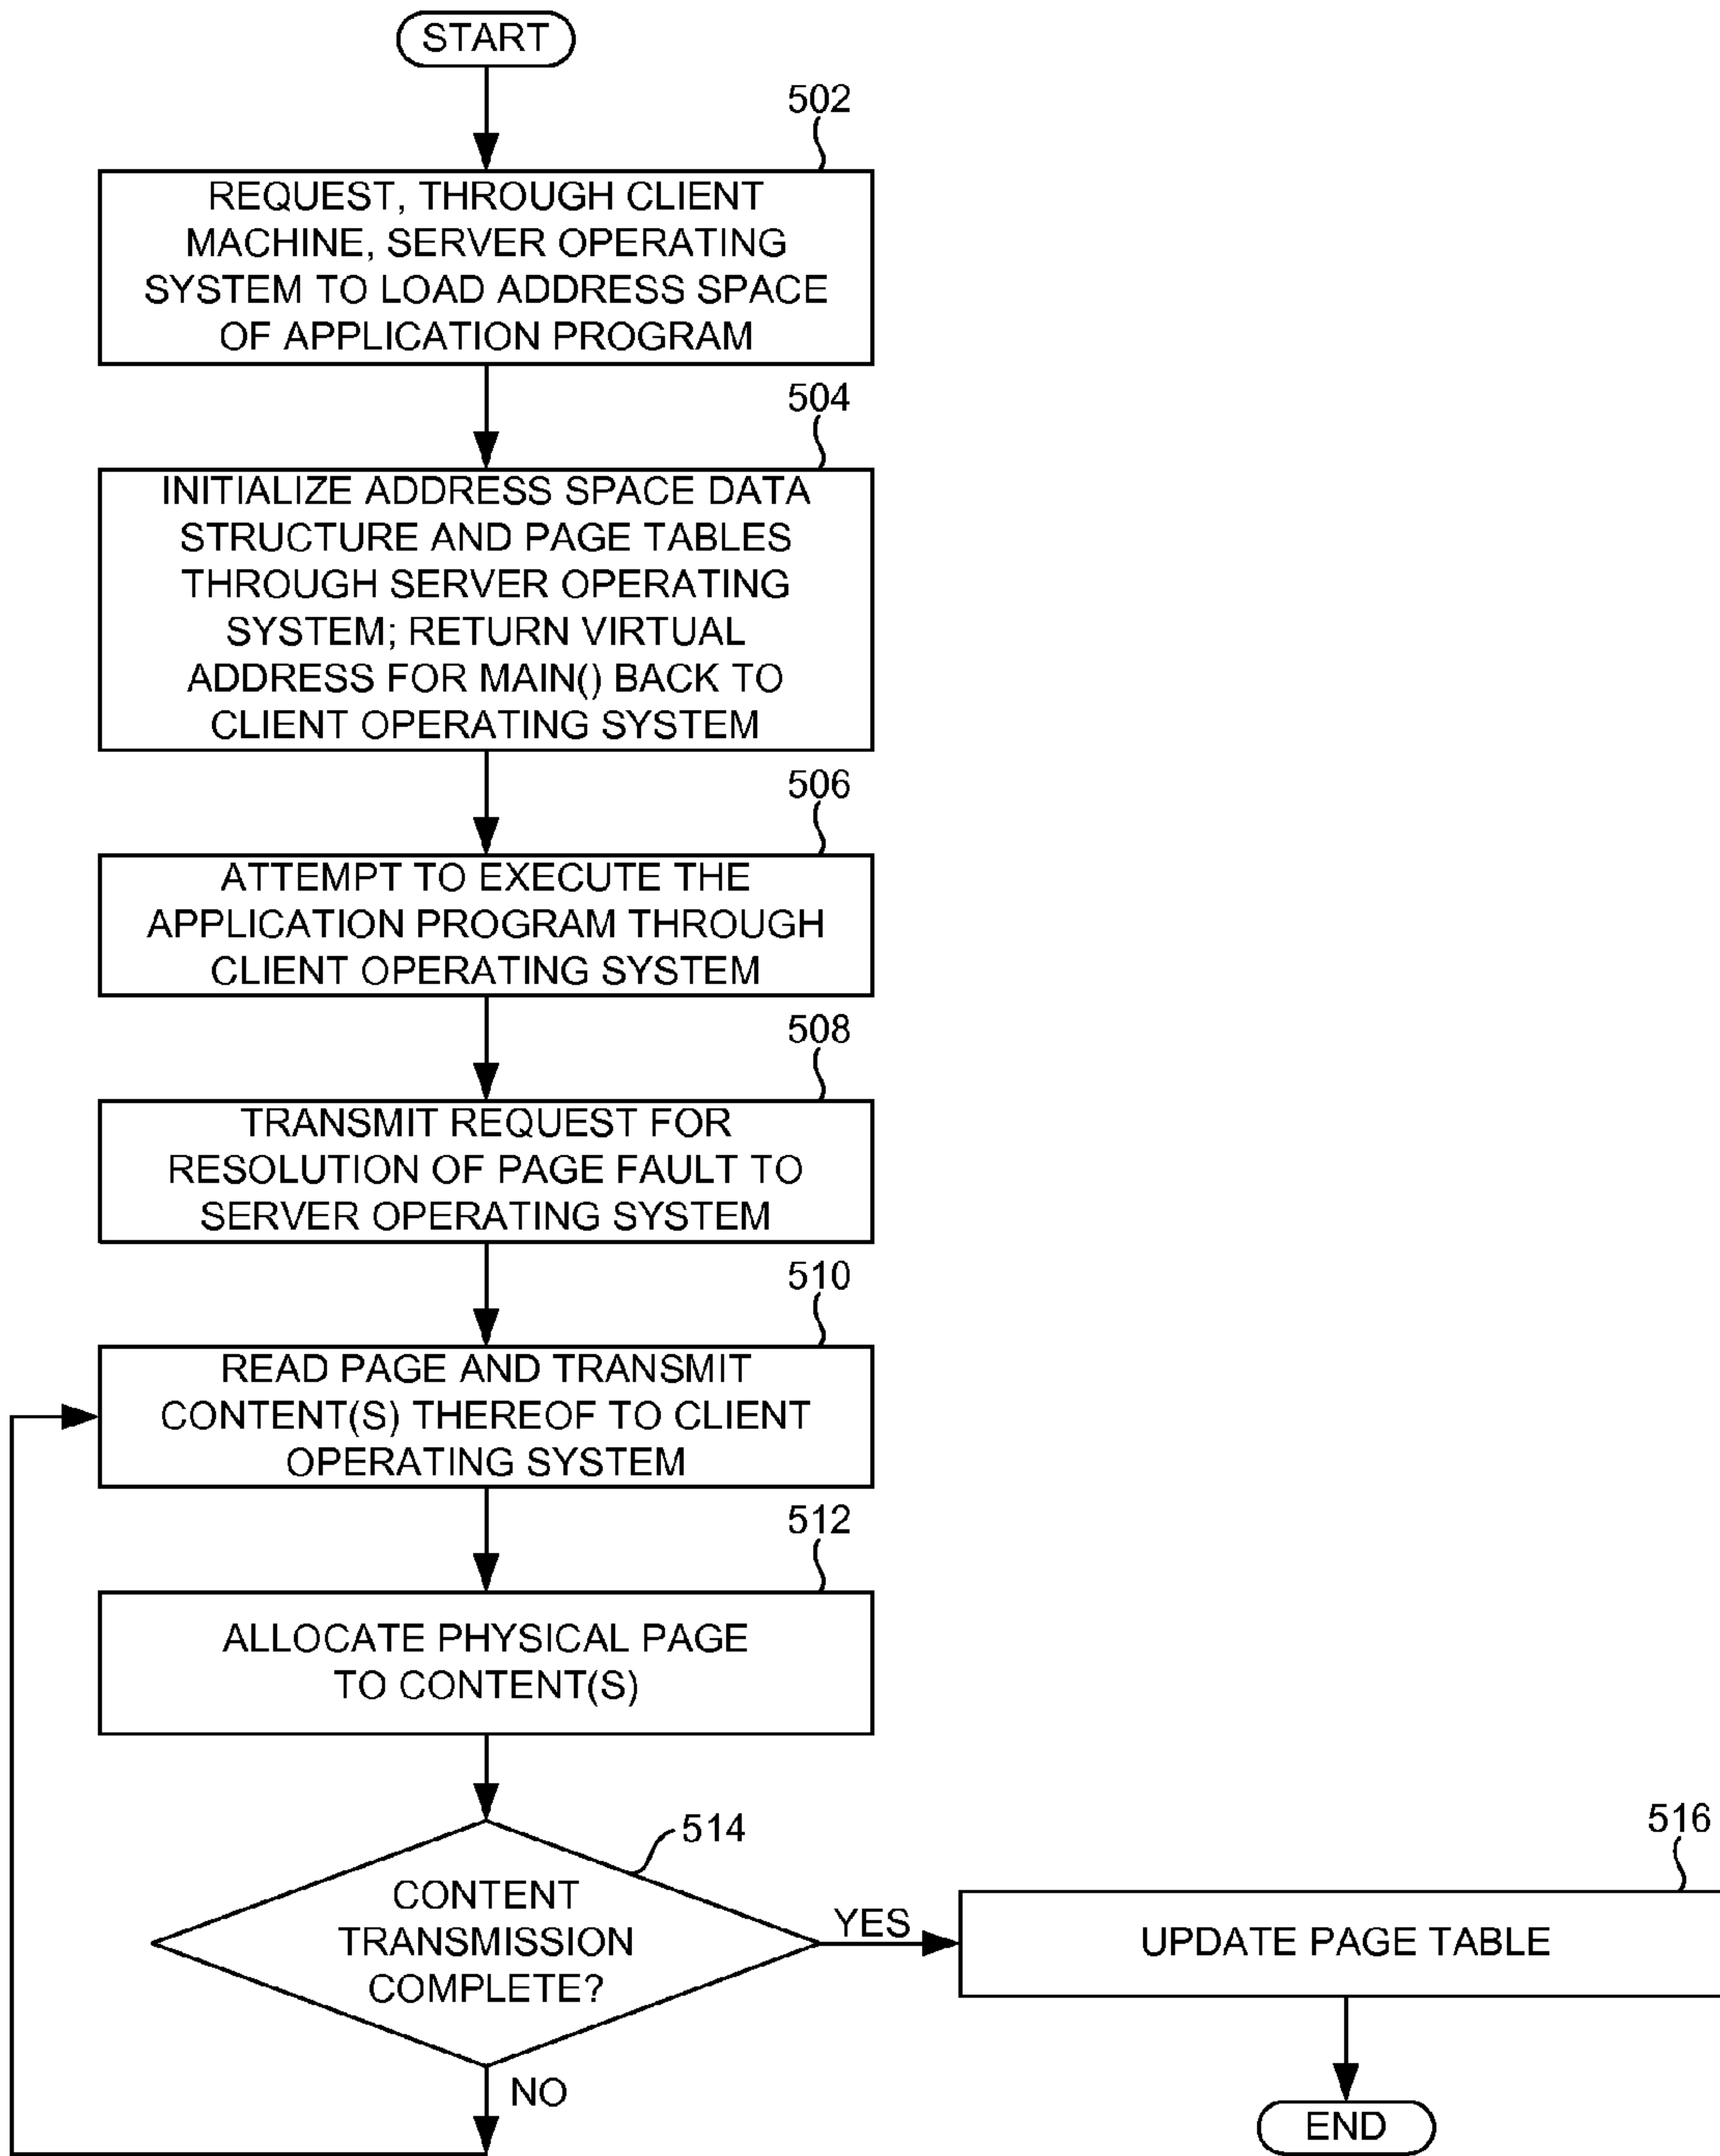 START
502
REQUEST, THROUGH CLIENT
MACHINE, SERVER OPERATING
SYSTEM TO LOAD ADDRESS SPACE
OF APPLICATION PROGRAM
504
INITIALIZE ADDRESS SPACE DATA
STRUCTURE AND PAGE TABLES
THROUGH SERVER OPERATING
SYSTEM; RETURN VIRTUAL
ADDRESS FOR MAIN() BACK TO
CLIENT OPERATING SYSTEM
506
ATTEMPT TO EXECUTE THE
APPLICATION PROGRAM THROUGH
CLIENT OPERATING SYSTEM
508
TRANSMIT REQUEST FOR
RESOLUTION OF PAGE FAULT TO
SERVER OPERATING SYSTEM
510
READ PAGE AND TRANSMIT
CONTENT(S) THEREOF TO CLIENT
OPERATING SYSTEM
512
ALLOCATE PHYSICAL PAGE
TO CONTENT(S)
514
CONTENT
TRANSMISSION
COMPLETE?
YES
NO
516
UPDATE PAGE TABLE
END